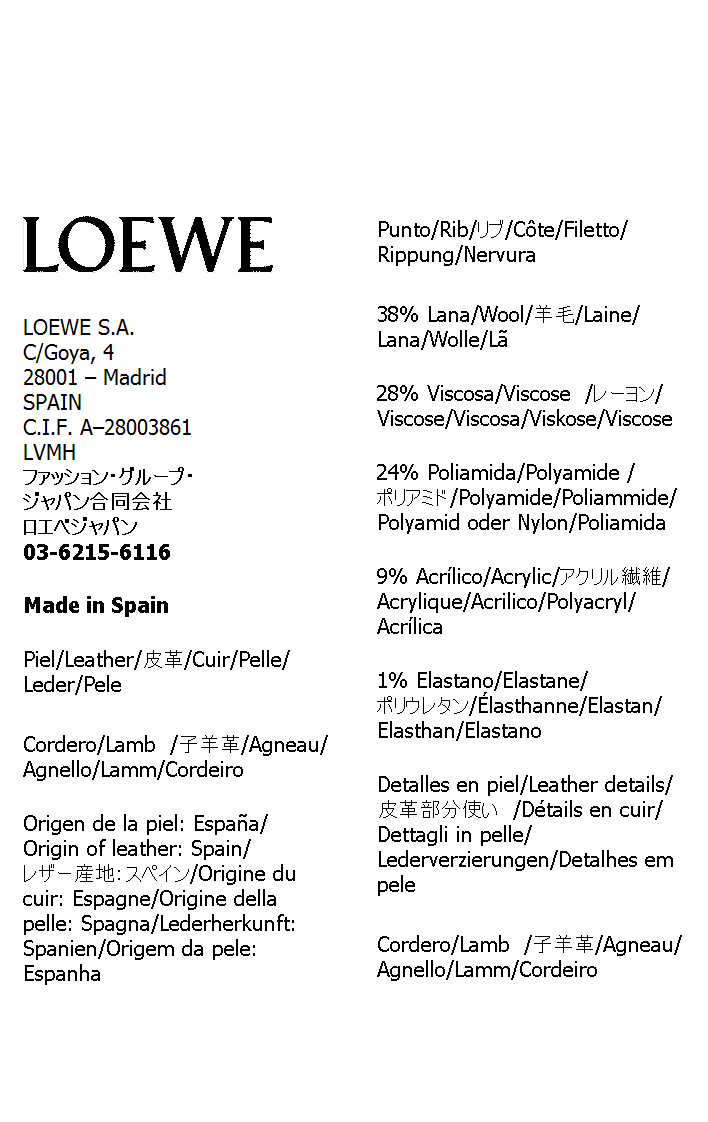 LOEWE
LOEWE S.A.
C/Goya, 4
28001 – Madrid
SPAIN
C.I.F. A–28003861
LVMH
ファッション・グループ・
ジャパン合同会社
ロエベジャパン
03-6215-6116
Made in Spain
Piel/Leather/皮革/Cuir/Pelle/
Leder/Pele
Cordero/Lamb /子羊革/Agneau/
Agnello/Lamm/Cordeiro
Origen de la piel: España/
Origin of leather: Spain/
レザー産地：スペイン/Origine du
cuir: Espagne/Origine della
pelle: Spagna/Lederherkunft:
Spanien/Origem da pele:
Espanha
Punto/Rib/リブ/Côte/Filetto/
Rippung/Nervura
38% Lana/Wool/羊毛/Laine/
Lana/Wolle/Lã
28% Viscosa/Viscose /レーヨン/
Viscose/Viscosa/Viskose/Viscose
24% Poliamida/Polyamide /
ポリアミド/Polyamide/Poliammide/
Polyamid oder Nylon/Poliamida
9% Acrílico/Acrylic/アクリル繊維/
Acrylique/Acrilico/Polyacryl/
Acrílica
1% Elastano/Elastane/
ポリウレタン/Élasthanne/Elastan/
Elasthan/Elastano
Detalles en piel/Leather details/
皮革部分使い /Détails en cuir/
Dettagli in pelle/
Lederverzierungen/Detalhes em
pele
Cordero/Lamb /子羊革/Agneau/
Agnello/Lamm/Cordeiro